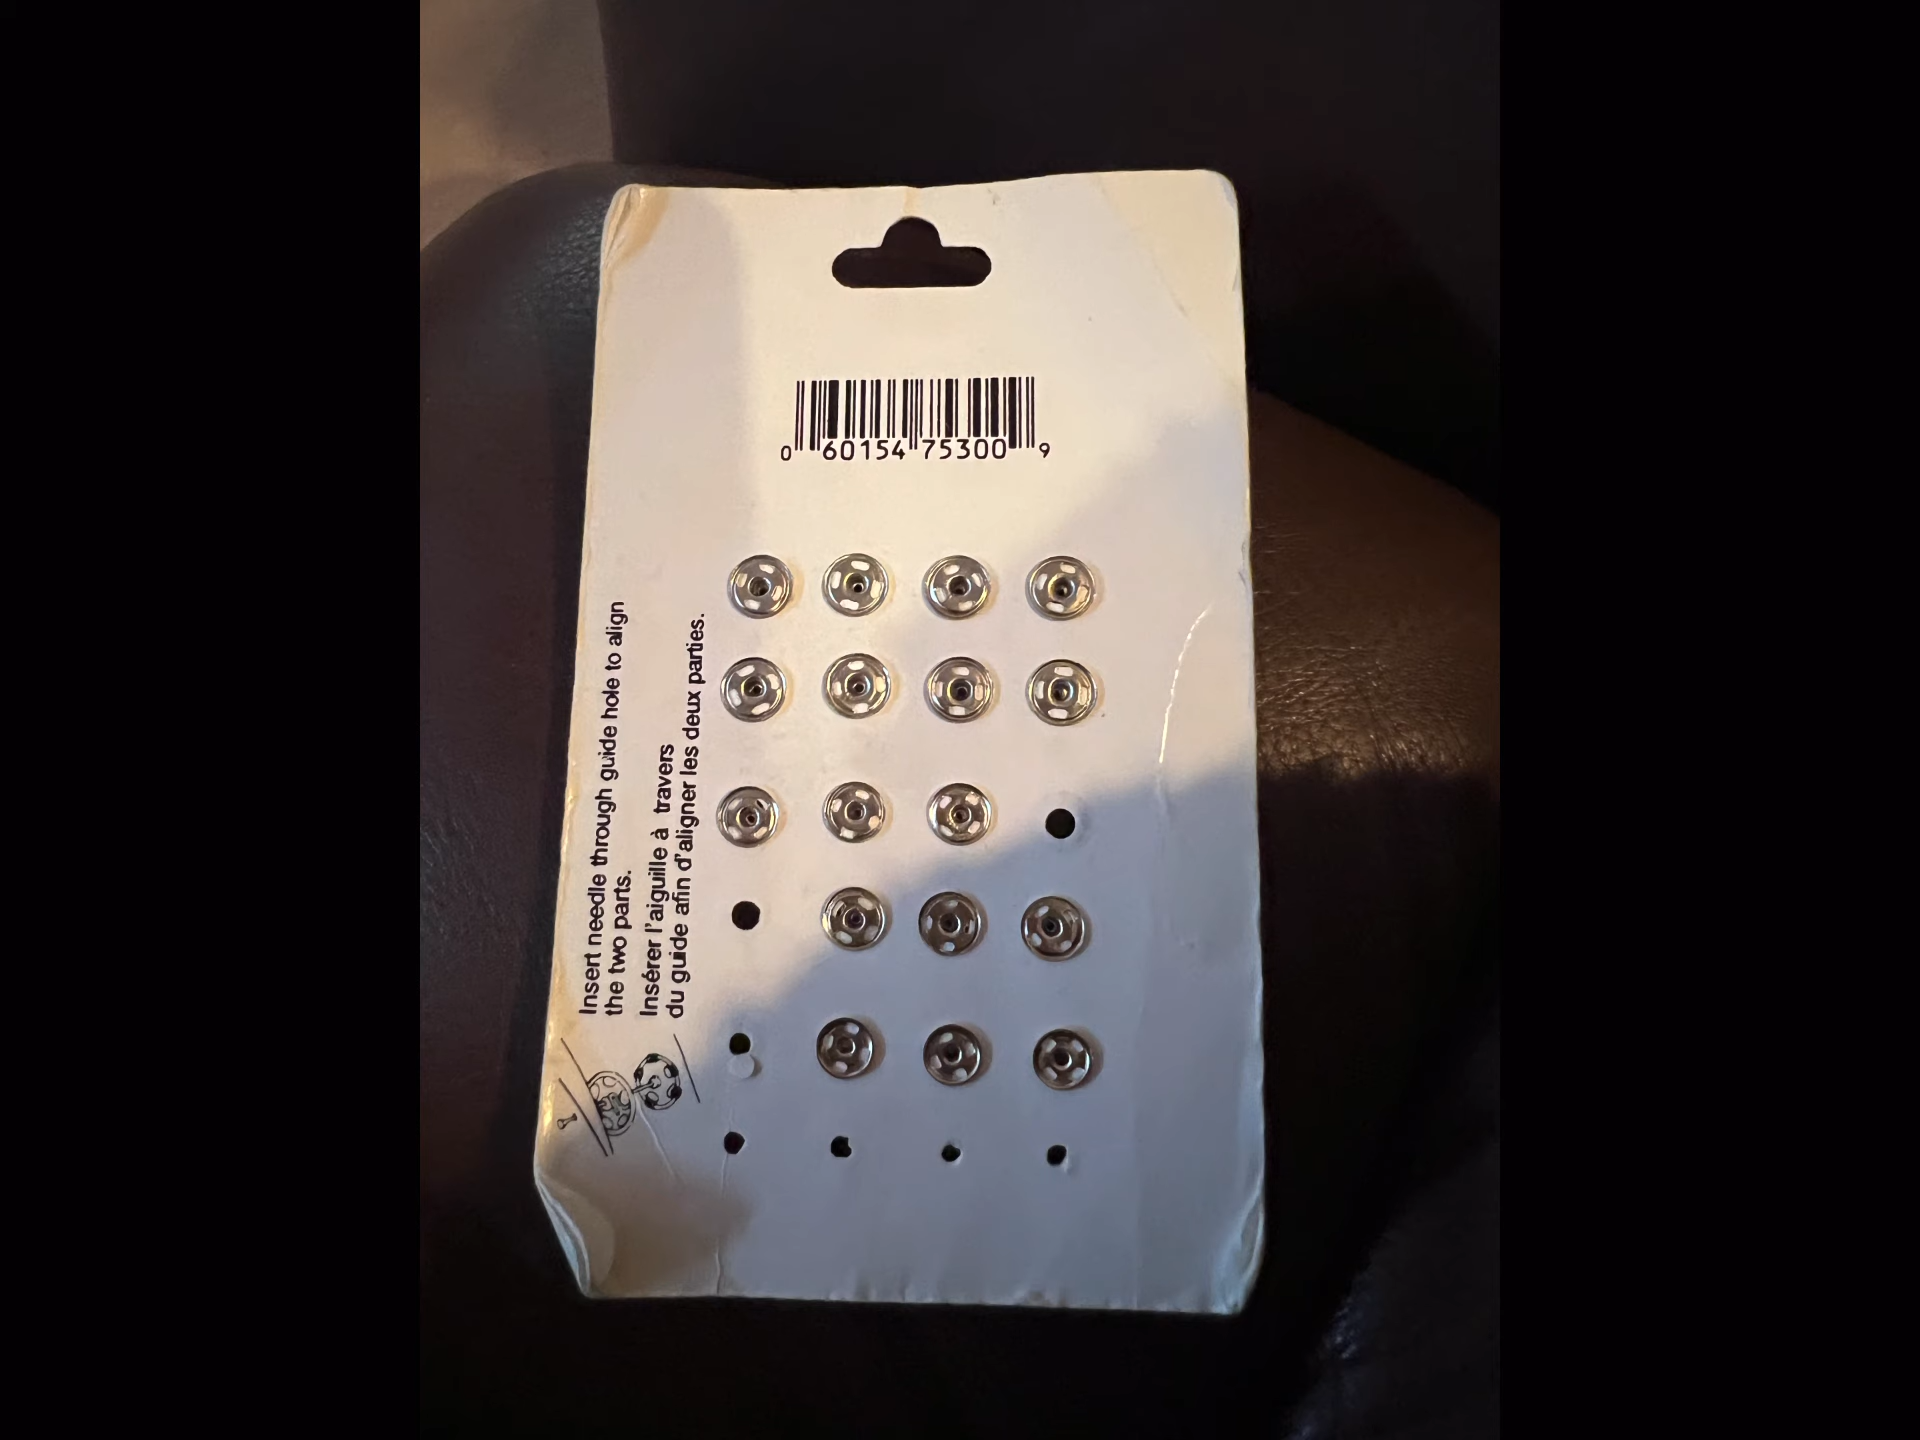 0 60154 75300 9
Insert needle through guide hole to align
the two parts.
Insérer l'aiguille à travers
du guide afin d'aligner les deux parties.